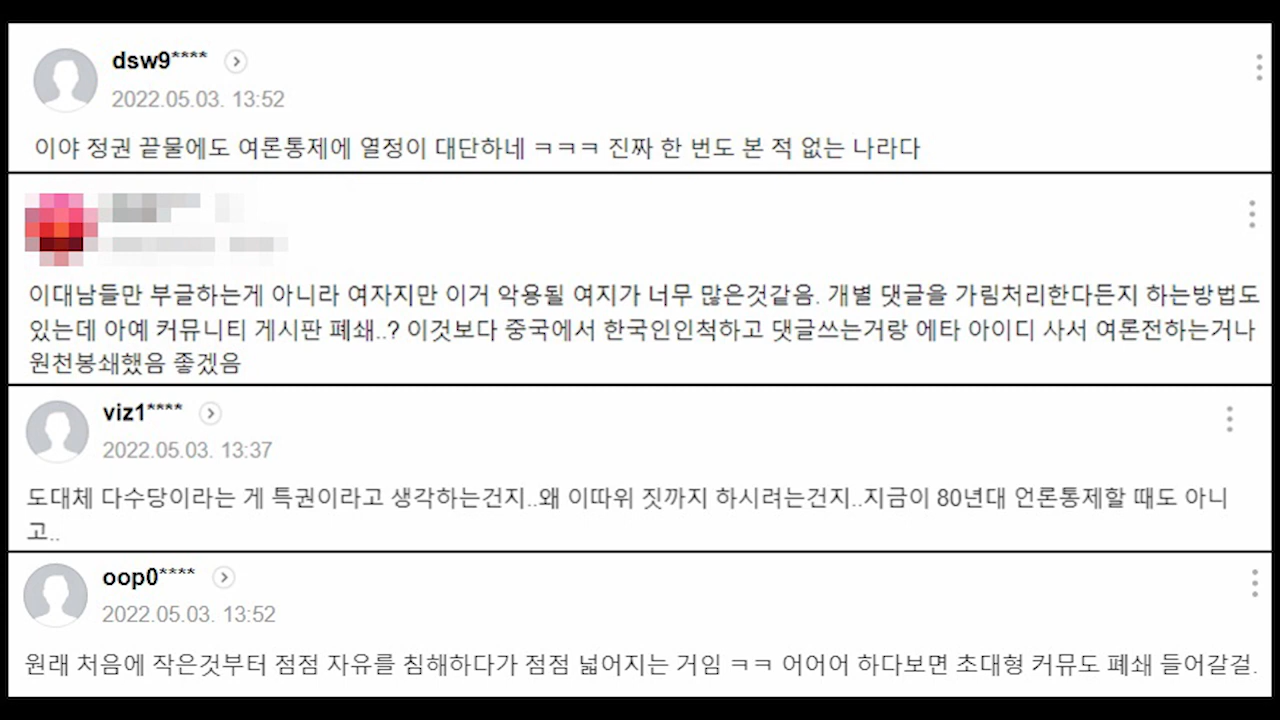 dsw9****
2022.05.03. 13:52
이야 정권 끝물에도 여론통제에 열정이 대단하네 ㅋㅋㅋ 진짜 한 번도 본 적 없는 나라다
이대남들만 부글하는게 아니라 여자지만 이거 악용될 여지가 너무 많은것같음. 개별 댓글을 가림처리한다든지 하는방법도
있는데 아예 커뮤니티 게시판 폐쇄..? 이것보다 중국에서 한국인인척하고 댓글쓰는거랑 에타 아이디 사서 여론전하는거나
원천봉쇄했음 좋겠음
viz1****
2022.05.03. 13:37
도대체 다수당이라는 게 특권이라고 생각하는건지..왜 이따위 짓까지 하시려는건지..지금이 80년대 언론통제할 때도 아니
고..
oop0****
2022.05.03. 13:52
원래 처음에 작은것부터 점점 자유를 침해하다가 점점 넓어지는 거임 ㅋㅋ 어어어 하다보면 초대형 커뮤도 폐쇄 들어갈걸.